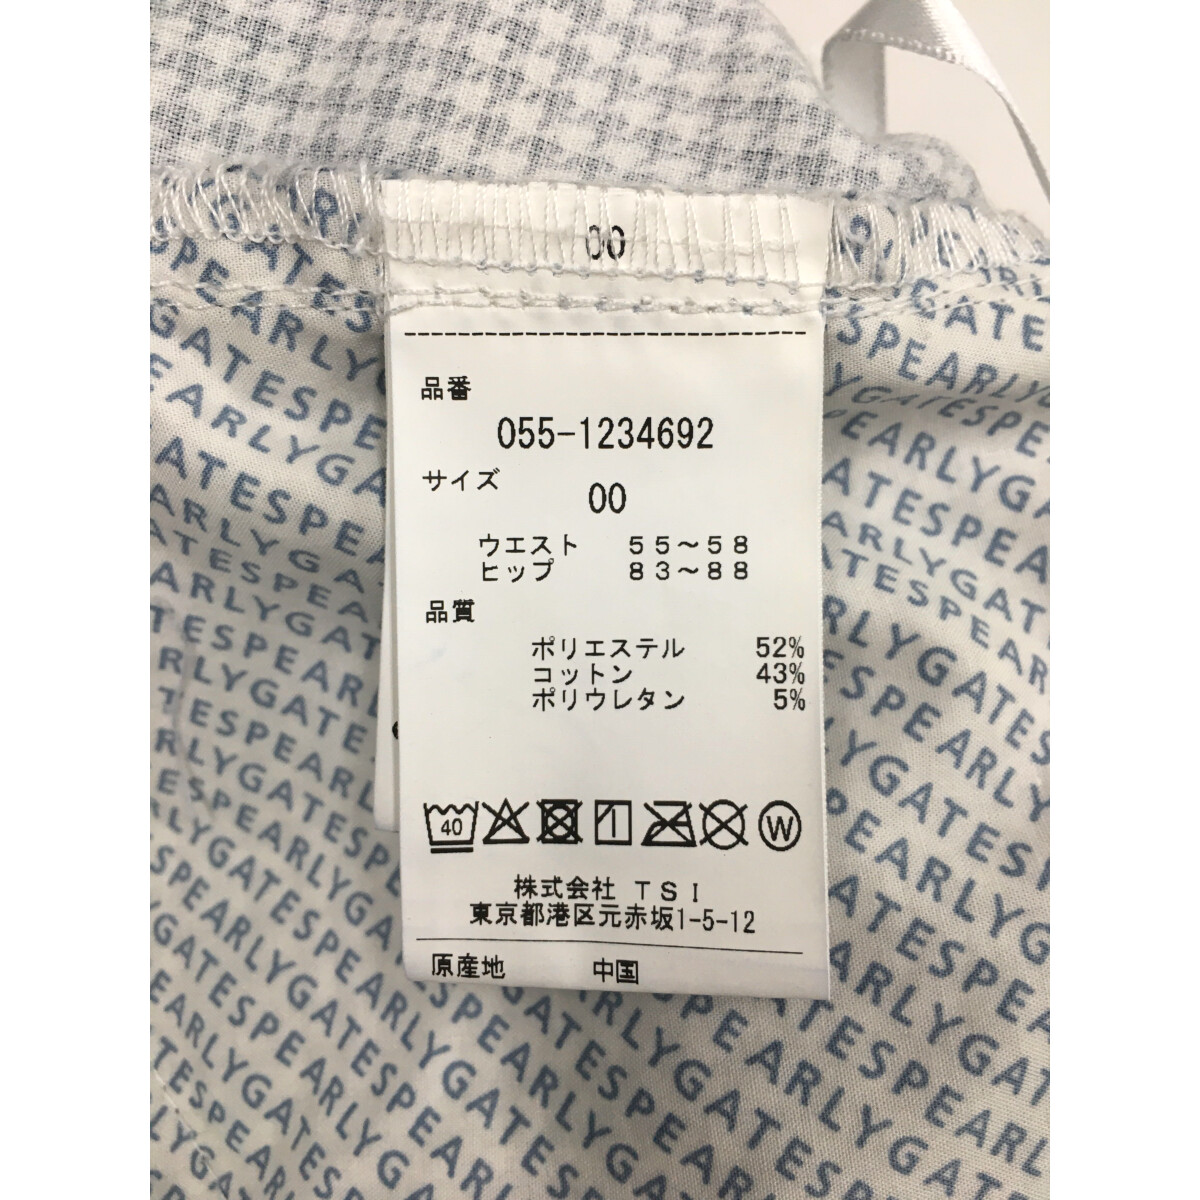 00
品番
055-1234692
サイズ
00
ウエスト 55～58
ヒップ 83～88
品質
ポリエステル 52%
コットン 43%
ポリウレタン 5%
40 W
株式会社 TSI
東京都港区元赤坂1-5-12
原産地 中国
GATESPEARLYGATES
SPEARLYGATES
PEARLYGATES